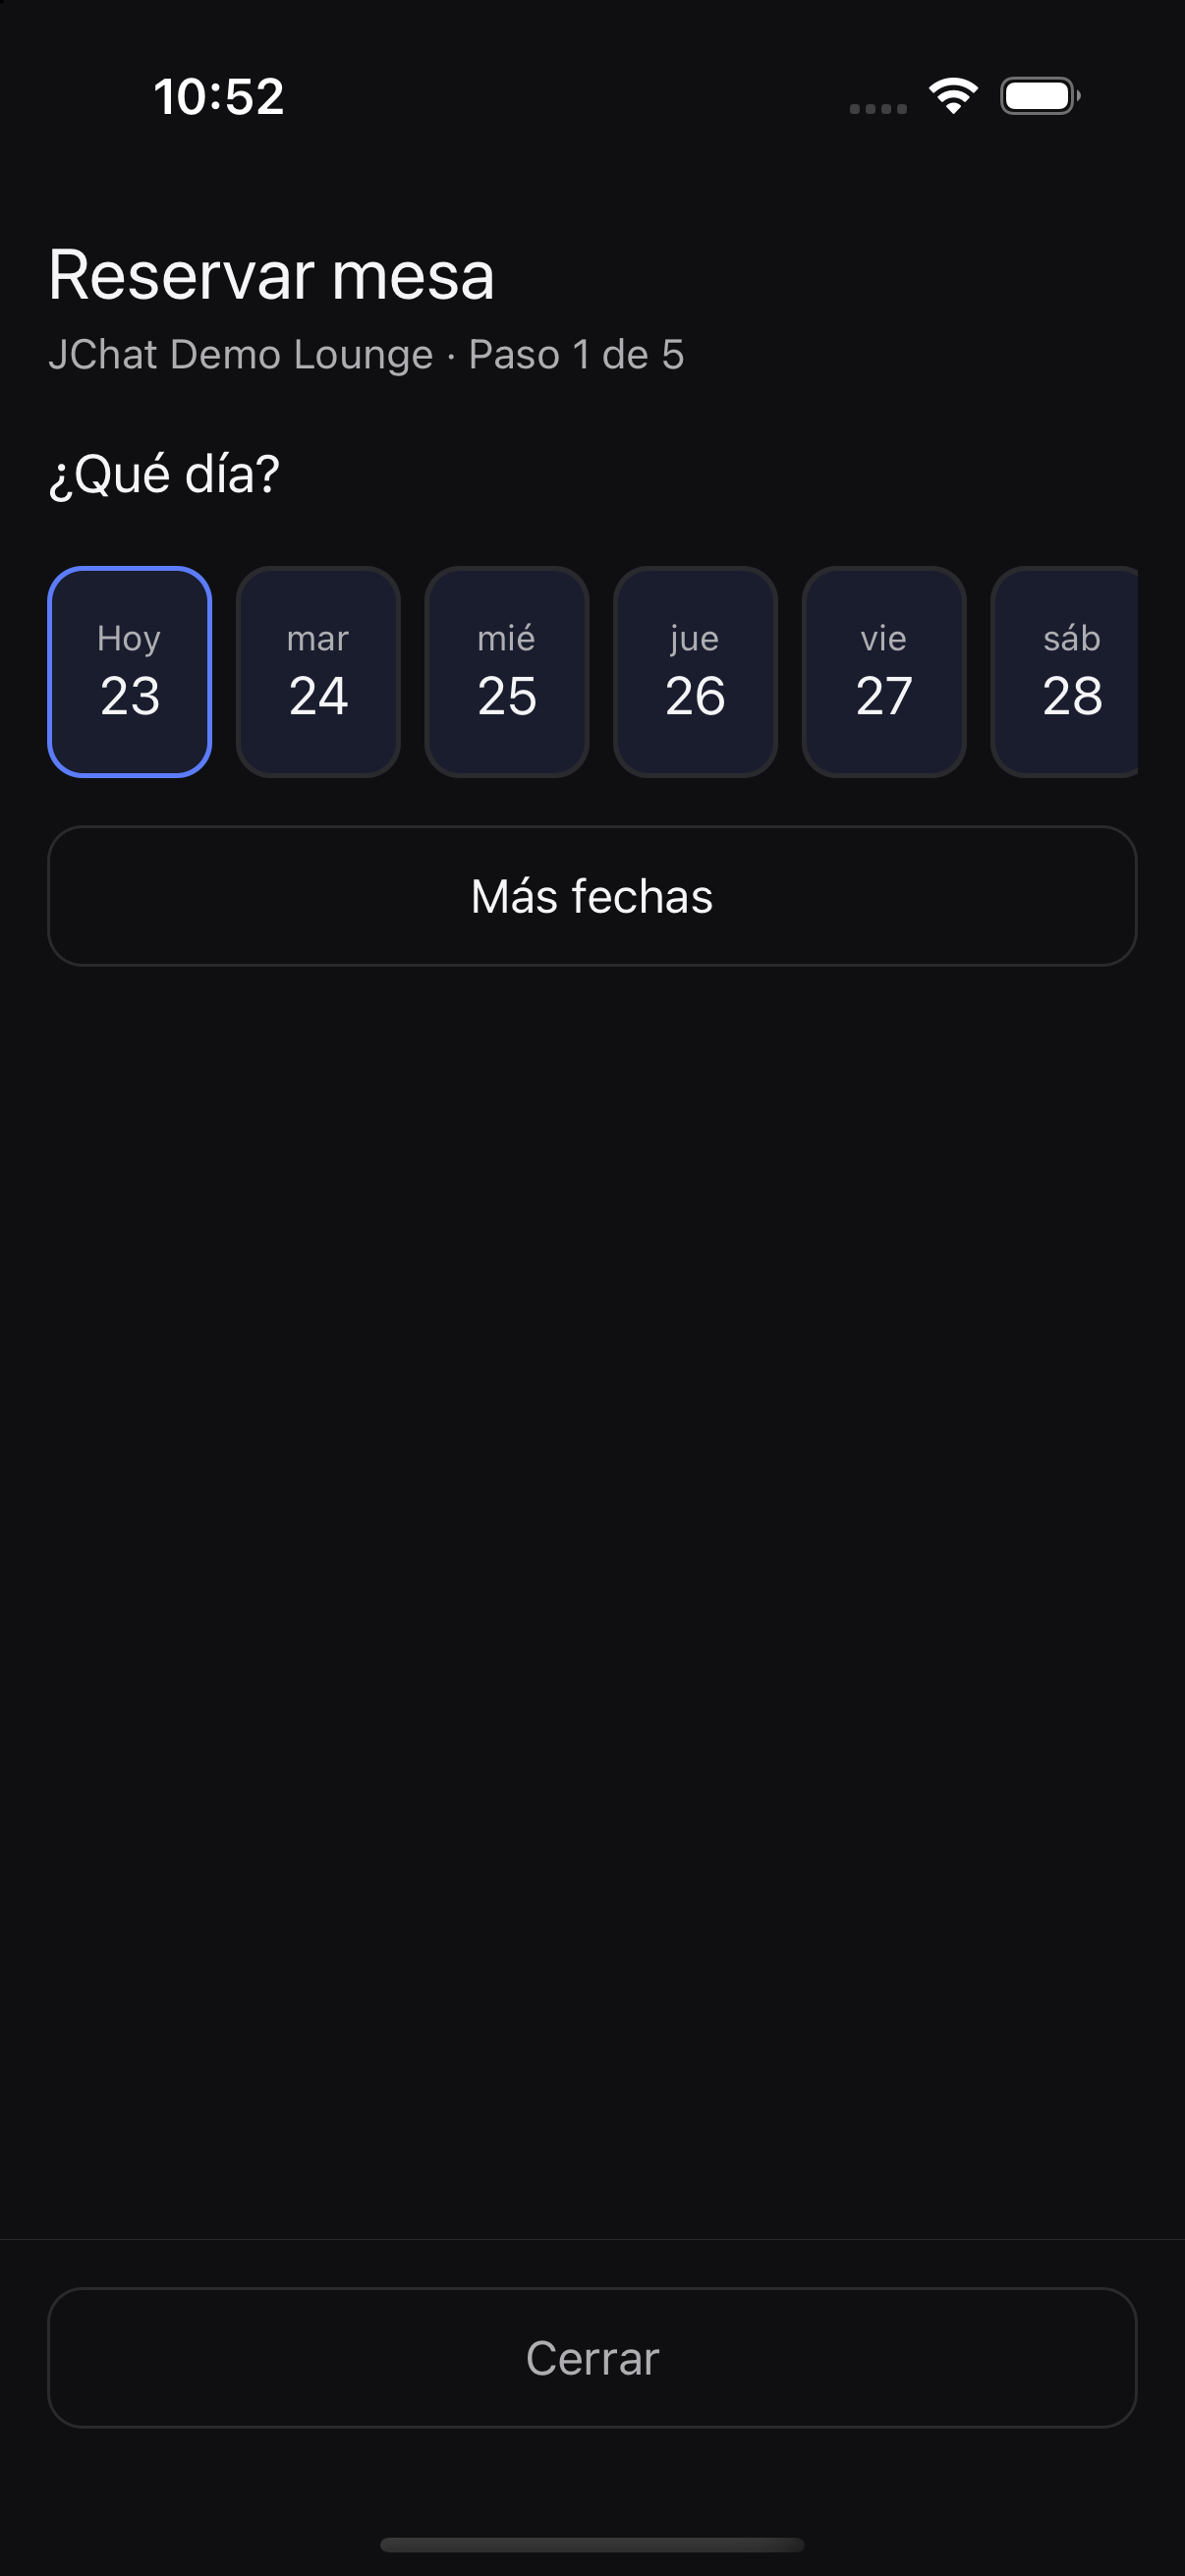 10:52
Reservar mesa
JChat Demo Lounge · Paso 1 de 5
¿Qué día?
Hoy mar mié jue vie sáb
23 24 25 26 27 28
Más fechas
Cerrar